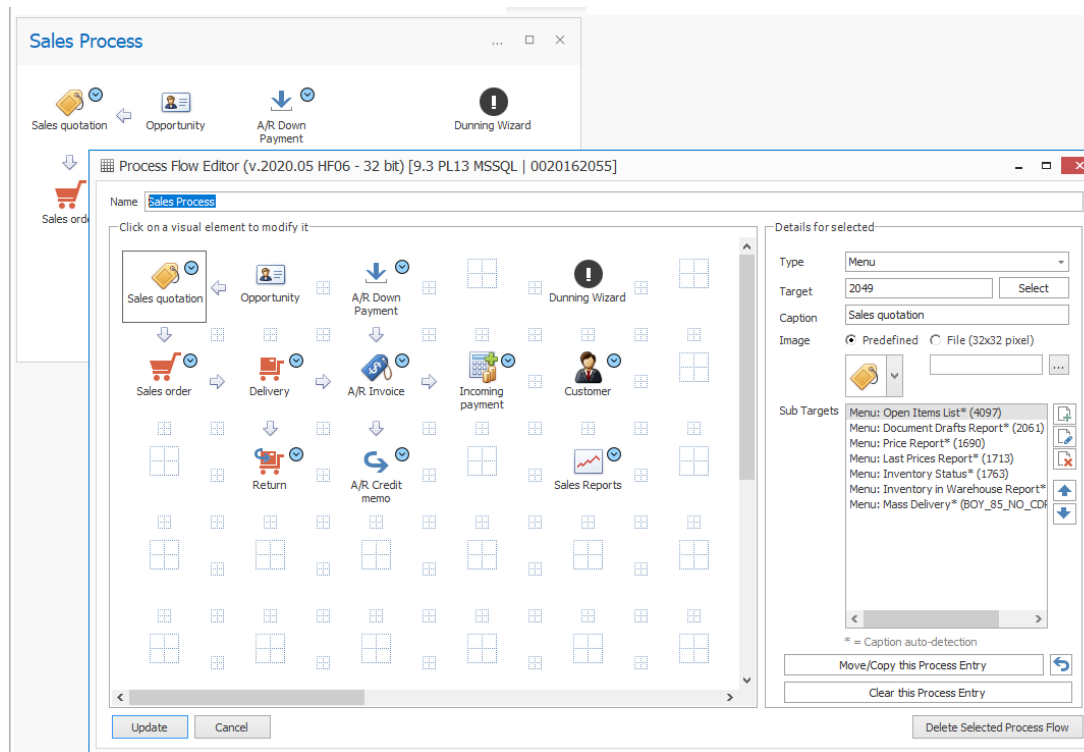 Sales Process
Sales quotation
Opportunity
A/R Down
Payment
Dunning Wizard
Sales ord
Process Flow Editor (v.2020.05 HF06 - 32 bit) [9.3 PL13 MSSQL | 0020162055]
Name Sales Process
Click on a visual element to modify it
Sales quotation
Opportunity
A/R Down
Payment
Dunning Wizard
Sales order
Delivery
A/R Invoice
Incoming
payment
Customer
Return
A/R Credit
memo
Sales Reports
Details for selected
Type Menu
Target 2049 Select
Caption Sales quotation
Image Predefined File (32x32 pixel)
...
Sub Targets
Menu: Open Items List* (4097)
Menu: Document Drafts Report* (2061)
Menu: Price Report* (1690)
Menu: Last Prices Report* (1713)
Menu: Inventory Status* (1763)
Menu: Inventory in Warehouse Report*
Menu: Mass Delivery* (BOY_85_NO_CDF
* = Caption auto-detection
Move/Copy this Process Entry
Clear this Process Entry
Update
Cancel
Delete Selected Process Flow